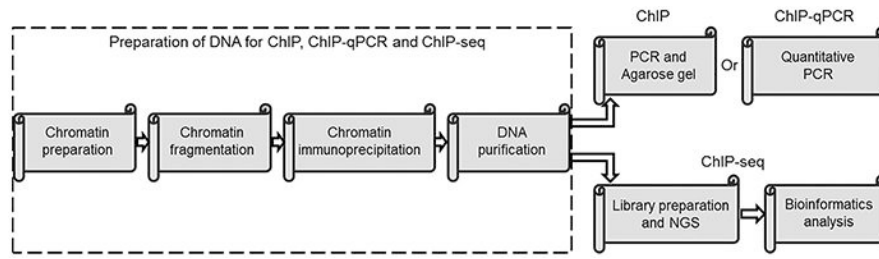 ChIP
ChIP-qPCR
Preparation of DNA for ChIP, ChIP-qPCR and ChIP-seq
PCR and
Agarose gel
Or
Quantitative
PCR
Chromatin
preparation
Chromatin
fragmentation
Chromatin
immunoprecipitation
DNA
purification
ChIP-seq
Library preparation
and NGS
Bioinformatics
analysis